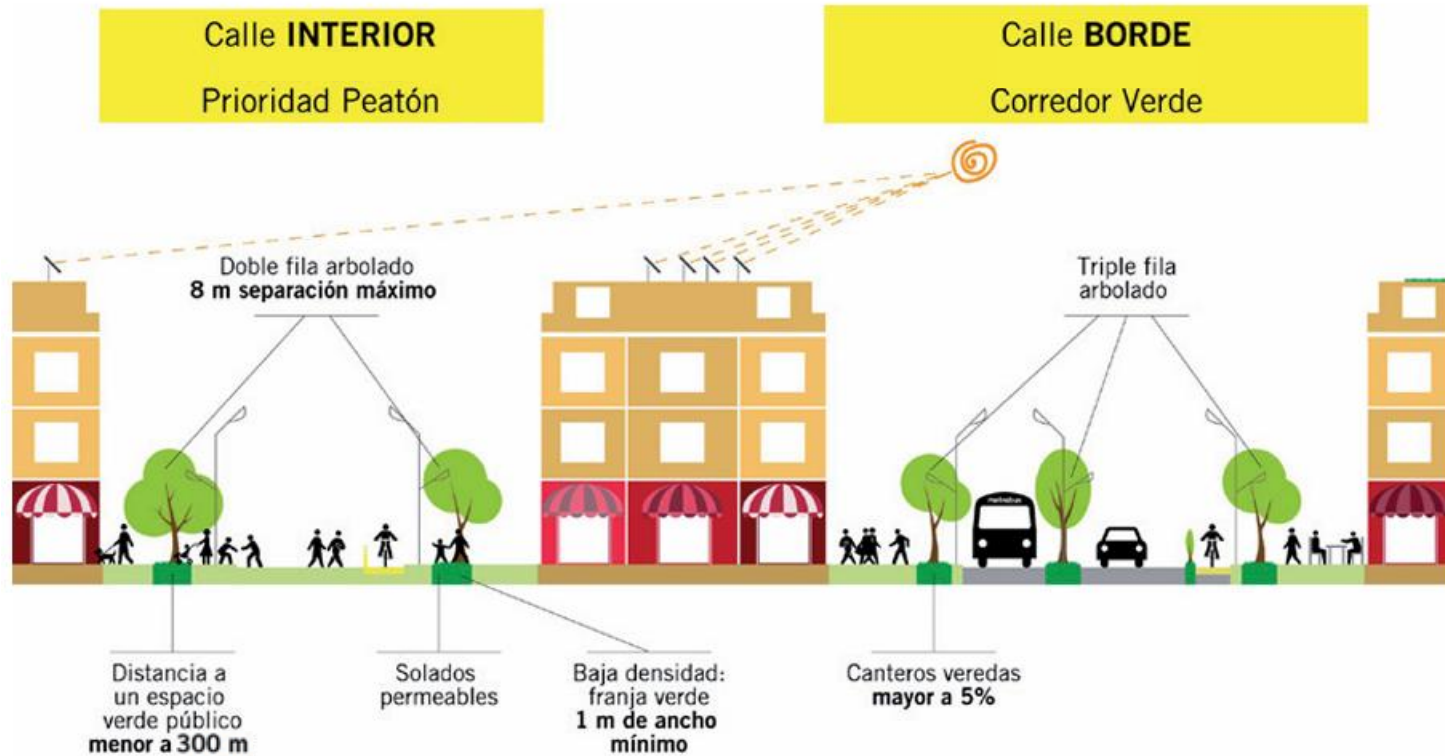 Calle INTERIOR
Prioridad Peatón
Calle BORDE
Corredor Verde
Doble fila arbolado
8 m separación máximo
Triple fila
arbolado
metrobus
Distancia a
un espacio
verde público
menor a 300 m
Solados
permeables
Baja densidad:
franja verde
1 m de ancho
mínimo
Canteros veredas
mayor a 5%